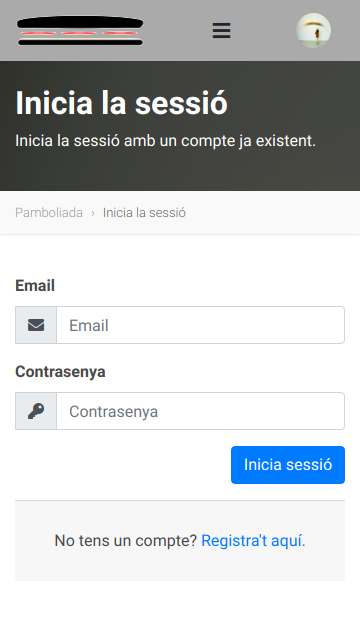 Inicia la sessió
Inicia la sessió amb un compte ja existent.
Pamboliada › Inicia la sessió
Email
Email
Contrasenya
Contrasenya
Inicia sessió
No tens un compte? Registra't aquí.